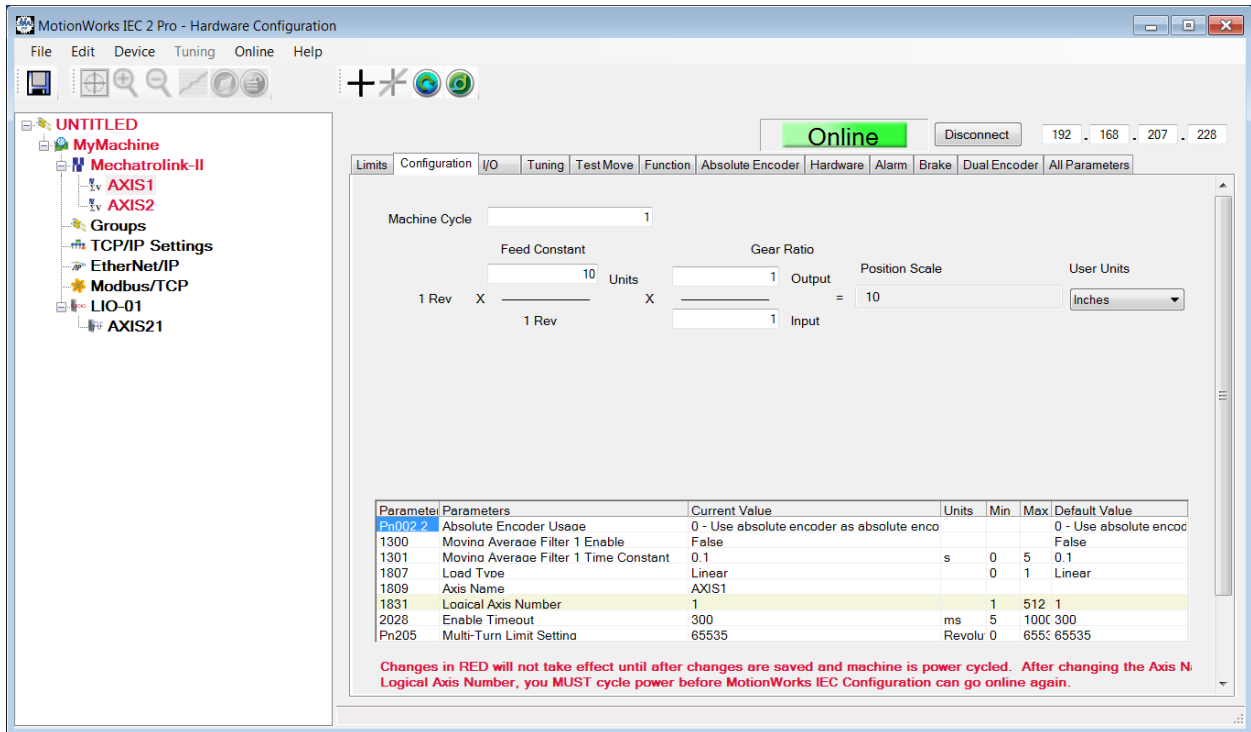 MotionWorks IEC 2 Pro - Hardware Configuration
File Edit Device Tuning Online Help
UNTITLED
MyMachine
Mechatrolink-II
AXIS1
AXIS2
Groups
TCP/IP Settings
EtherNet/IP
Modbus/TCP
LIO-01
AXIS21
Online Disconnect 192 . 168 . 207 . 228
Limits Configuration I/O Tuning Test Move Function Absolute Encoder Hardware Alarm Brake Dual Encoder All Parameters
Machine Cycle 1
Feed Constant Gear Ratio
10 Units 1 Output Position Scale User Units
1 Rev X X = 10 Inches
1 Rev 1 Input
Parameter Parameters Current Value Units Min Max Default Value
Pn002.2 Absolute Encoder Usage 0 - Use absolute encoder as absolute enco 0 - Use absolute encod
1300 Moving Average Filter 1 Enable False False
1301 Moving Average Filter 1 Time Constant 0.1 s 0 5 0.1
1807 Load Type Linear 0 1 Linear
1809 Axis Name AXIS1
1831 Logical Axis Number 1 1 512 1
2028 Enable Timeout 300 ms 5 1000 300
Pn205 Multi-Turn Limit Setting 65535 Revolu 0 6553 65535
Changes in RED will not take effect until after changes are saved and machine is power cycled. After changing the Axis N
Logical Axis Number, you MUST cycle power before MotionWorks IEC Configuration can go online again.